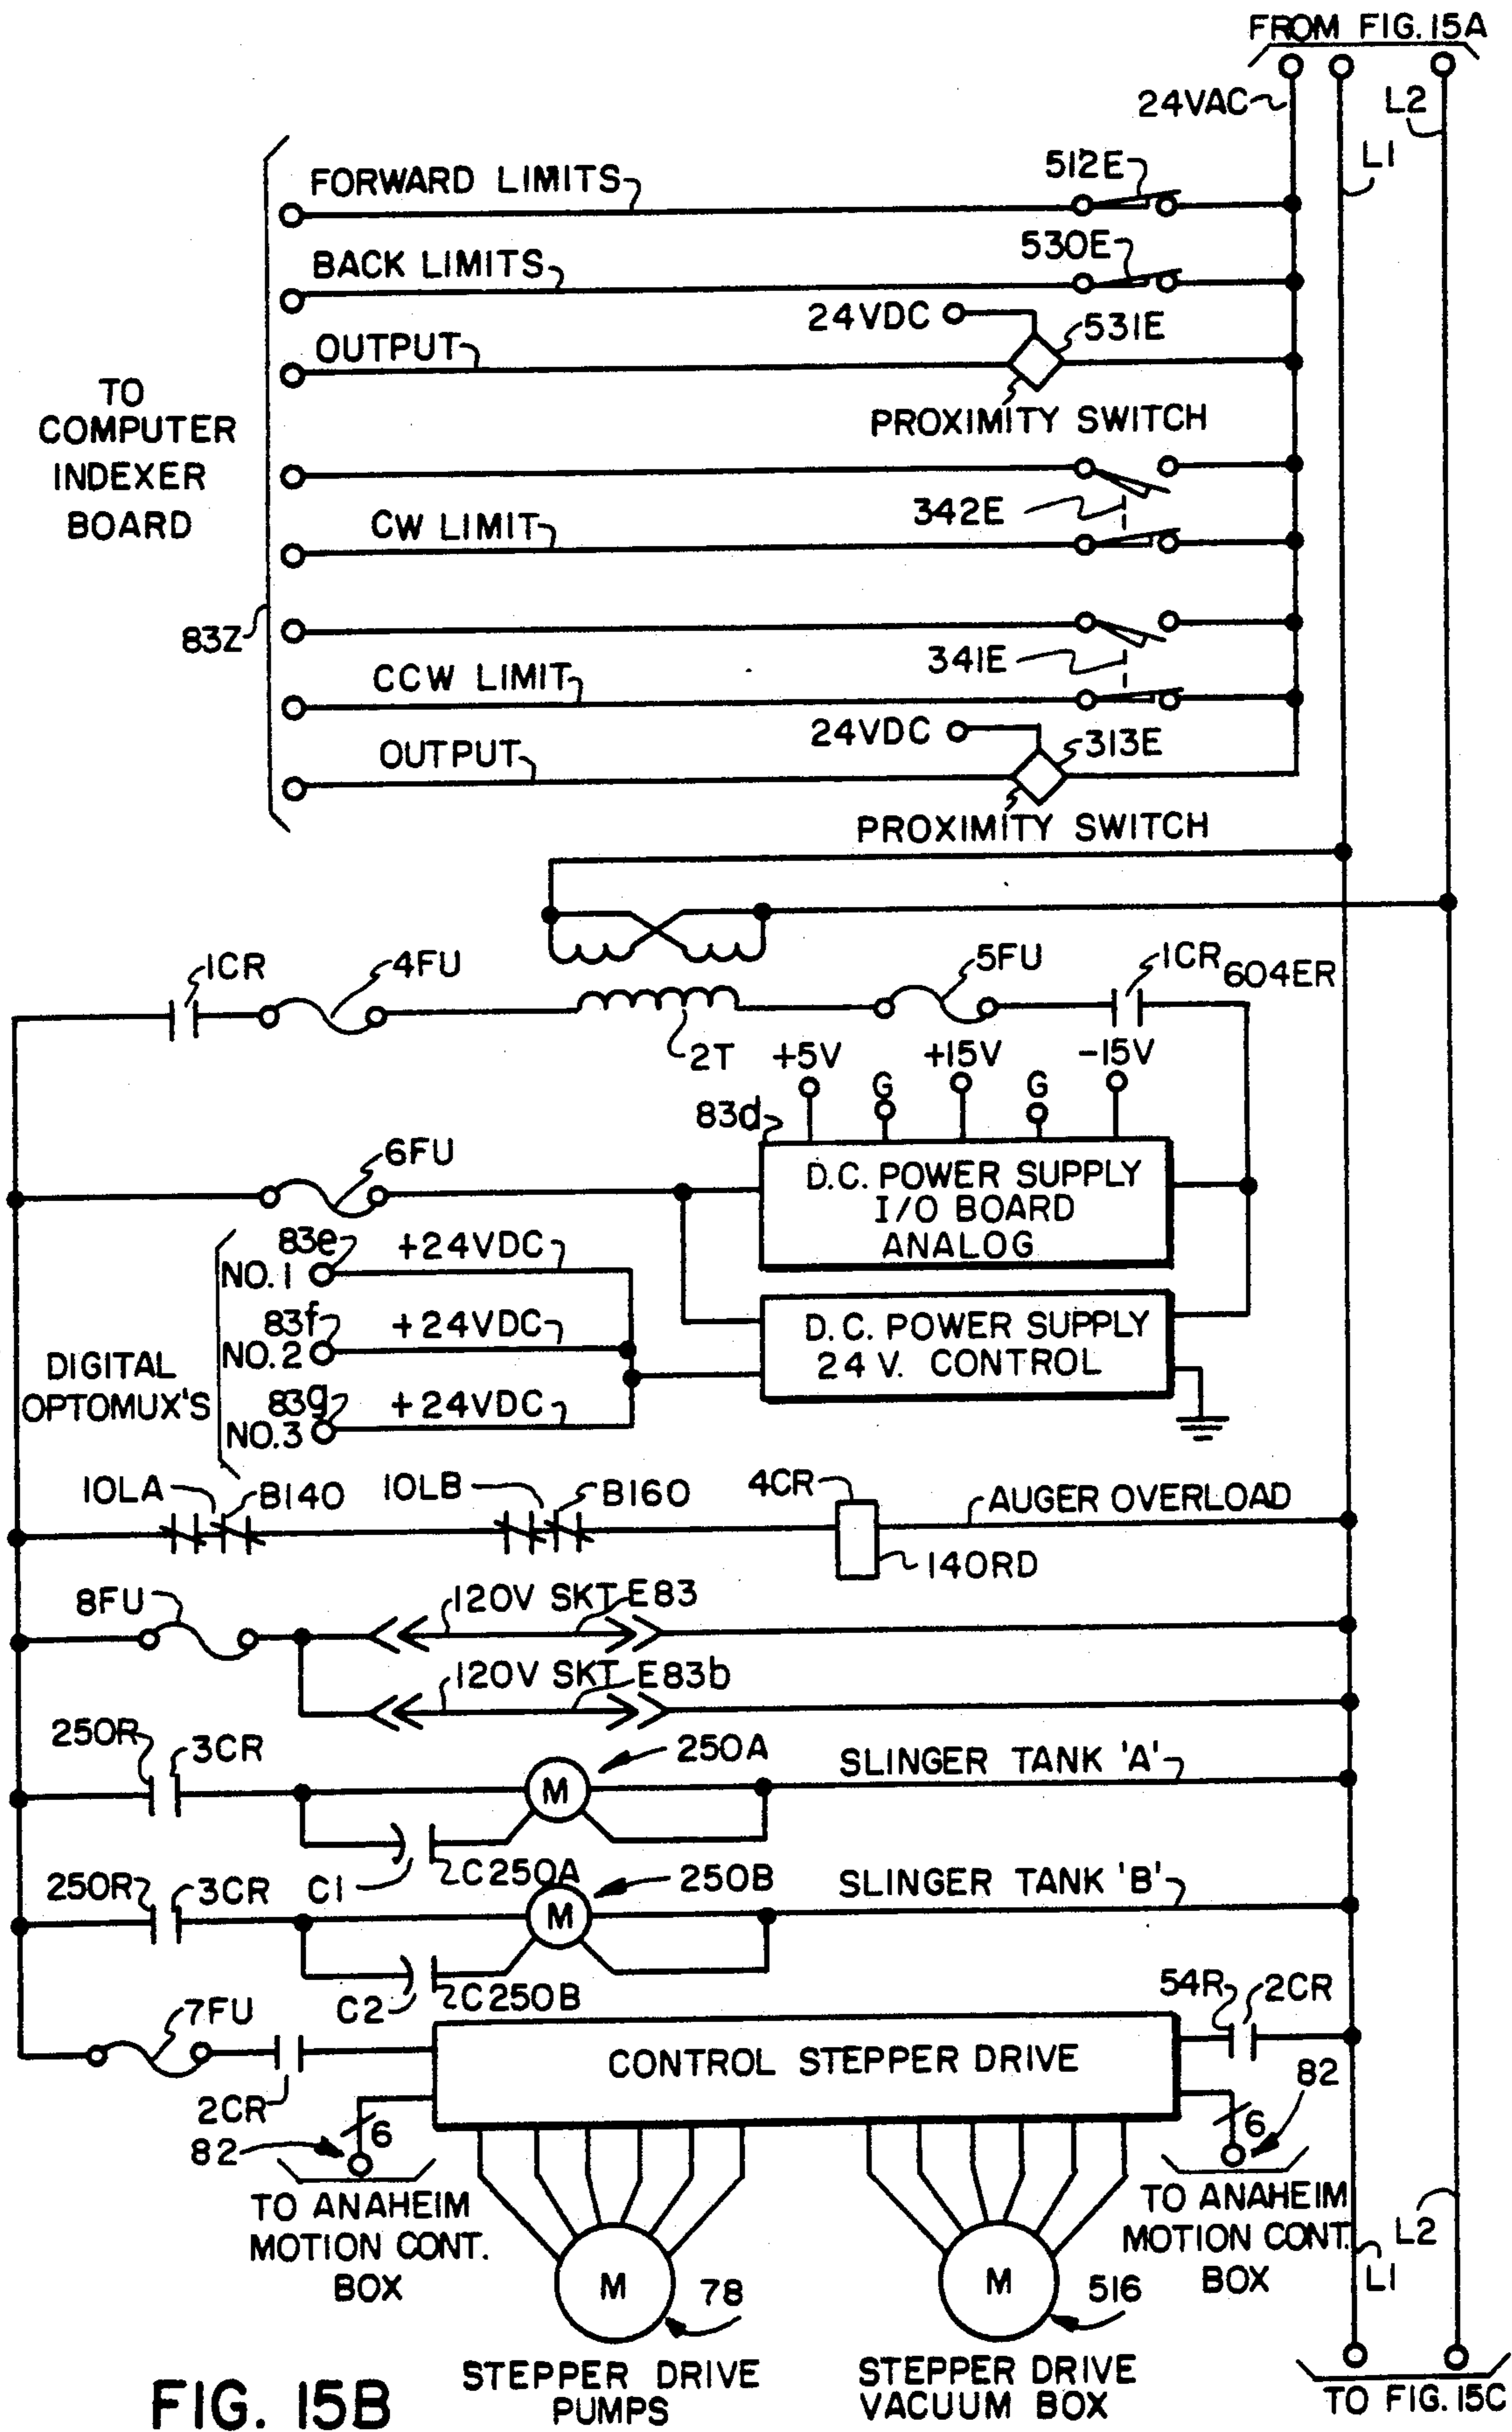 FROM FIG. 15A
24VAC
L2
L1
FORWARD LIMITS
512E
BACK LIMITS
530E
24VDC
531E
OUTPUT
PROXIMITY SWITCH
TO
COMPUTER
INDEXER
BOARD
342E
CW LIMIT
83Z
341E
CCW LIMIT
24VDC
313E
OUTPUT
PROXIMITY SWITCH
1CR
4FU
5FU
1CR
604ER
2T
+5V
G
+15V
G
-15V
83d
6FU
D.C. POWER SUPPLY
I/O BOARD
ANALOG
83e
+24VDC
NO. 1
83f
+24VDC
NO. 2
D.C. POWER SUPPLY
24 V. CONTROL
DIGITAL
OPTOMUX'S
83g
+24VDC
NO. 3
10LA
B140
10LB
B160
4CR
AUGER OVERLOAD
140RD
8FU
120V SKT
E83
120V SKT
E83b
250R
3CR
250A
SLINGER TANK 'A'
C1
C250A
250R
3CR
250B
SLINGER TANK 'B'
M
M
C2
C250B
54R
2CR
7FU
CONTROL STEPPER DRIVE
2CR
82
82
6
6
TO ANAHEIM
MOTION CONT.
BOX
TO ANAHEIM
MOTION CONT.
BOX
L2
L1
M
78
M
516
STEPPER DRIVE
PUMPS
STEPPER DRIVE
VACUUM BOX
TO FIG. 15C
FIG. 15B